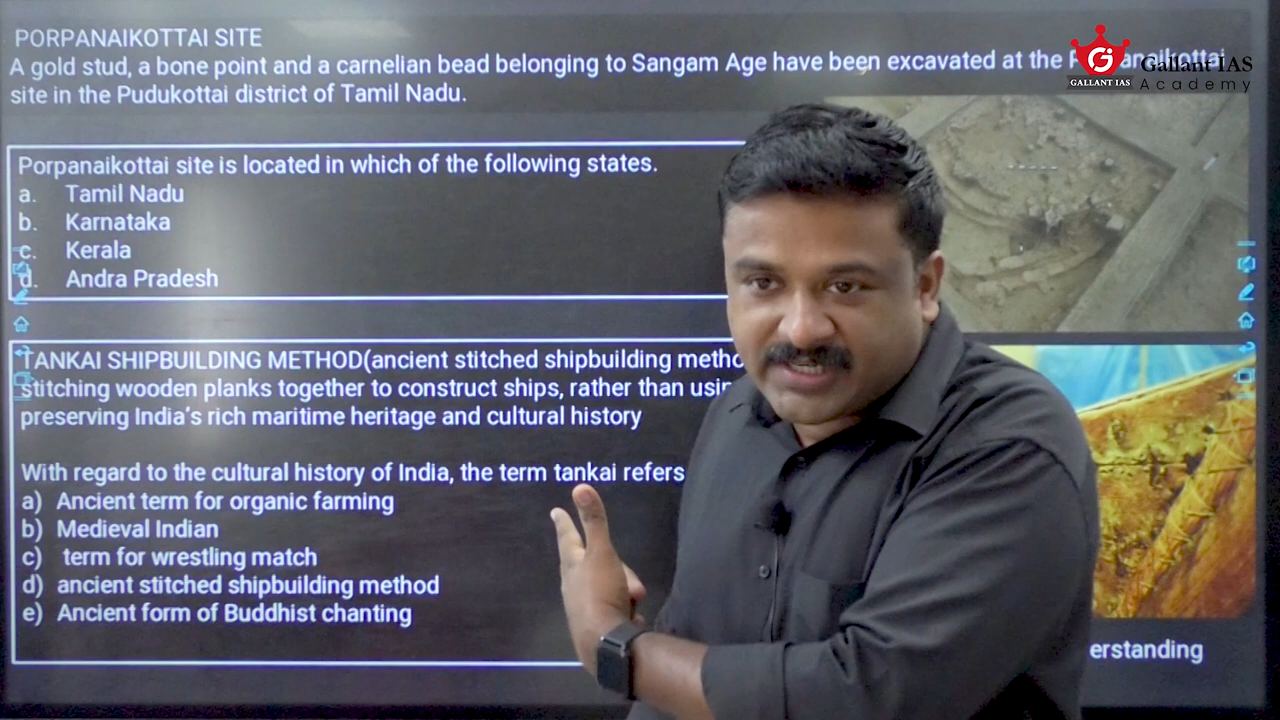 PORPANAIKOTTAI SITE
A gold stud, a bone point and a carnelian bead belonging to Sangam Age have been excavated at the
site in the Pudukottai district of Tamil Nadu.
Gi
GALLANT IAS
Gallant IAS
Academy
Porpanaikottai site is located in which of the following states.
a. Tamil Nadu
b. Karnataka
c. Kerala
d. Andra Pradesh
TANKAI SHIPBUILDING METHOD(ancient stitched shipbuilding
stitching wooden planks together to construct ships, rather than
preserving India's rich maritime heritage and cultural history
With regard to the cultural history of India, the term tankai refers
a) Ancient term for organic farming
b) Medieval Indian
c) term for wrestling match
d) ancient stitched shipbuilding method
e) Ancient form of Buddhist chanting
erstanding